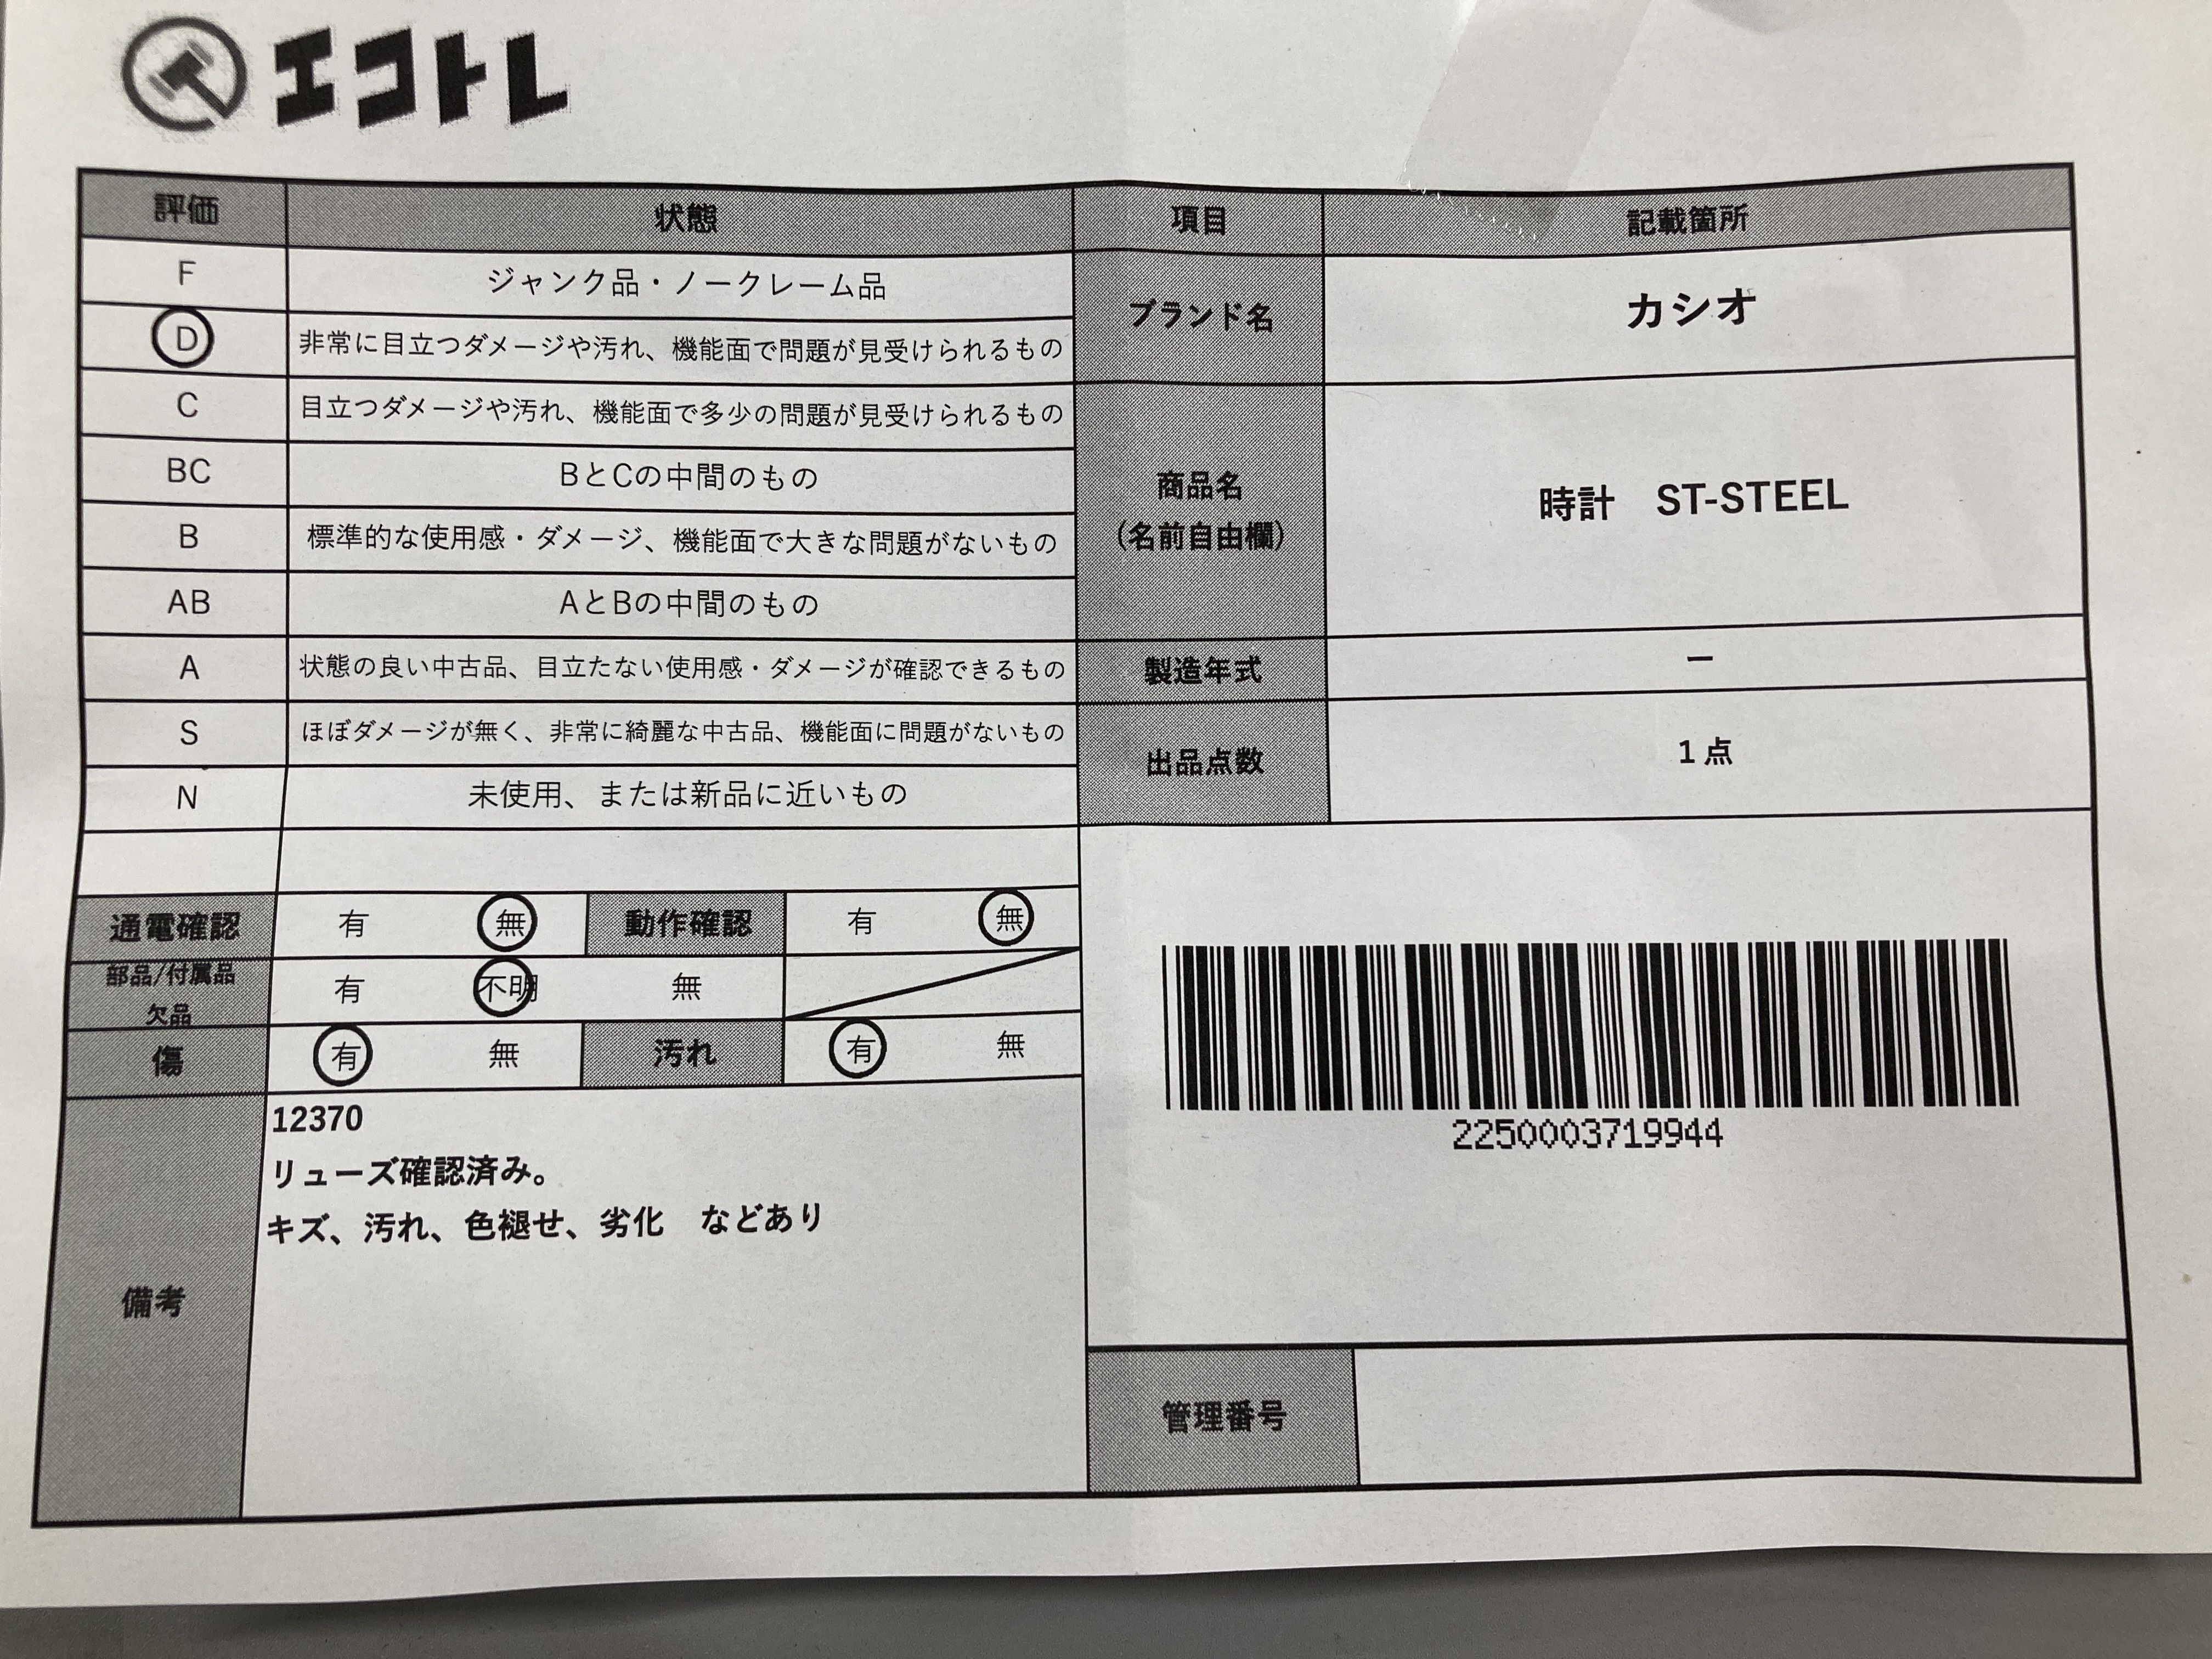 エコトレ
評価 状態 項目 記載箇所
F ジャンク品・ノークレーム品
D 非常に目立つダメージや汚れ、機能面で問題が見受けられるもの
ブランド名 カシオ
C 目立つダメージや汚れ、機能面で多少の問題が見受けられるもの
BC BとCの中間のもの
商品名
(名前自由欄)
時計　ST-STEEL
B 標準的な使用感・ダメージ、機能面で大きな問題がないもの
AB AとBの中間のもの
A 状態の良い中古品、目立たない使用感・ダメージが確認できるもの
製造年式 ー
S ほぼダメージが無く、非常に綺麗な中古品、機能面に問題がないもの
出品点数 1点
N 未使用、または新品に近いもの
通電確認 有 無 動作確認 有 無
部品/付属品
欠品
有 不明 無
傷 有 無 汚れ 有 無
備考
12370
リューズ確認済み。
キズ、汚れ、色褪せ、劣化　などあり
2250003719944
管理番号